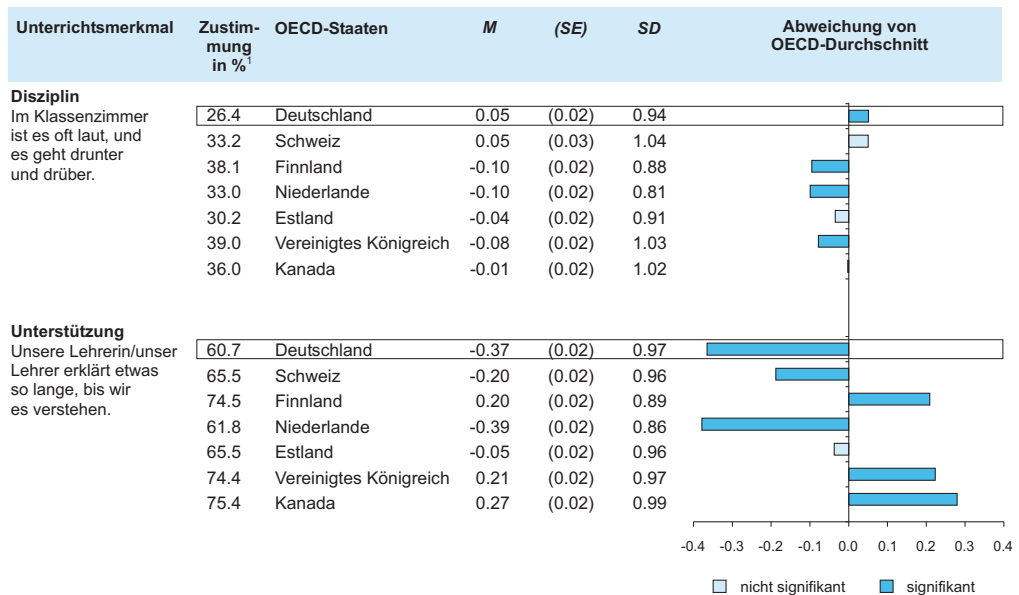 Unterrichtsmerkmal Zustim- OECD-Staaten M (SE) SD Abweichung von
mung OECD-Durchschnitt
in %1
Disziplin
Im Klassenzimmer 26.4 Deutschland 0.05 (0.02) 0.94
ist es oft laut, und 33.2 Schweiz 0.05 (0.03) 1.04
es geht drunter 38.1 Finnland -0.10 (0.02) 0.88
und drüber.
33.0 Niederlande -0.10 (0.02) 0.81
30.2 Estland -0.04 (0.02) 0.91
39.0 Vereinigtes Königreich -0.08 (0.02) 1.03
36.0 Kanada -0.01 (0.02) 1.02
Unterstützung
Unsere Lehrerin/unser 60.7 Deutschland -0.37 (0.02) 0.97
Lehrer erklärt etwas 65.5 Schweiz -0.20 (0.02) 0.96
so lange, bis wir 74.5 Finnland 0.20 (0.02) 0.89
es verstehen.
61.8 Niederlande -0.39 (0.02) 0.86
65.5 Estland -0.05 (0.02) 0.96
74.4 Vereinigtes Königreich 0.21 (0.02) 0.97
75.4 Kanada 0.27 (0.02) 0.99
-0.4 -0.3 -0.2 -0.1 0.0 0.1 0.2 0.3 0.4
nicht signifikant signifikant